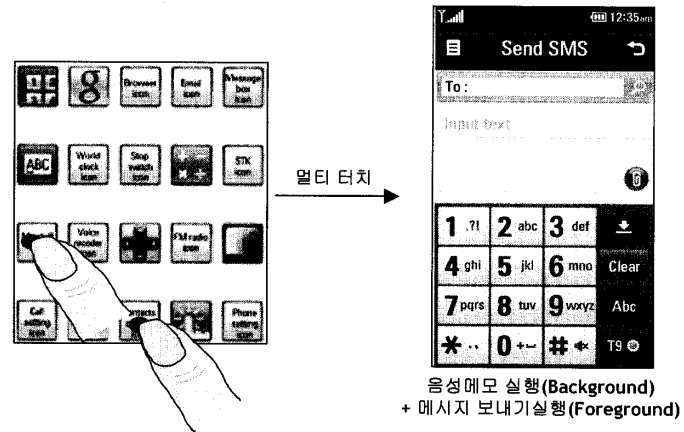 12:35am
Send SMS
To :
Input text
1 .?! 2 abc 3 def
4 ghi 5 jkl 6 mno Clear
7 pqrs 8 tuv 9 wxyz Abc
* 0 + # T9
Browser icon
Email icon
Message box icon
g
ABC
World clock icon
Stop watch icon
STK icon
Voice recorder icon
FM radio icon
Call setting icon
Phone setting icon
멀티 터치
음성메모 실행(Background)
+ 메시지 보내기실행(Foreground)